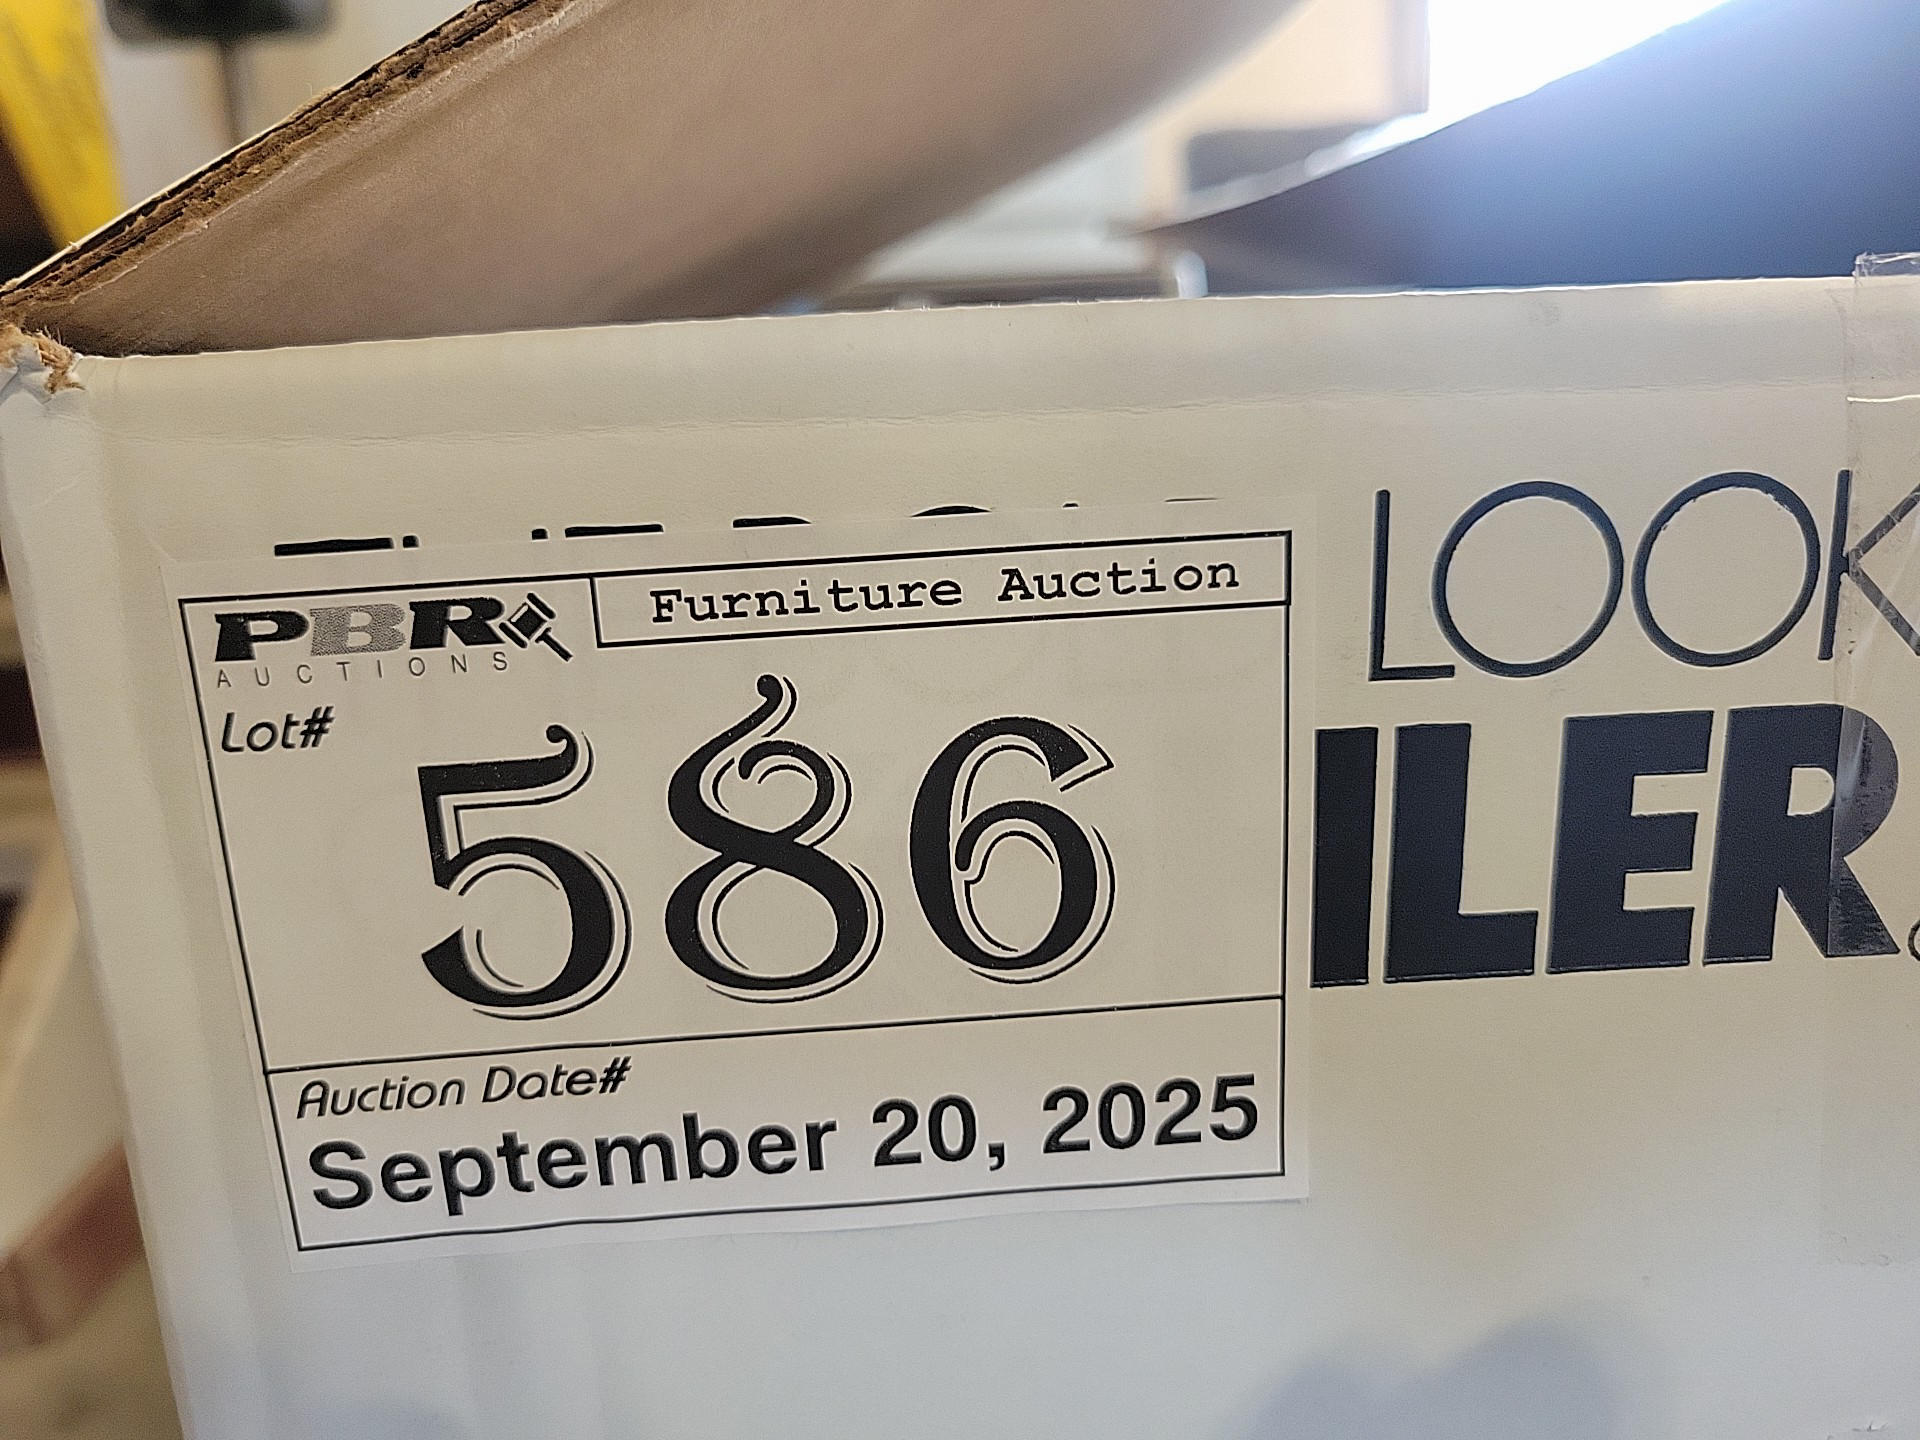 PBR
AUCTIONS
Furniture Auction
Lot#
586
Auction Date#
September 20, 2025
LOOK
ILER